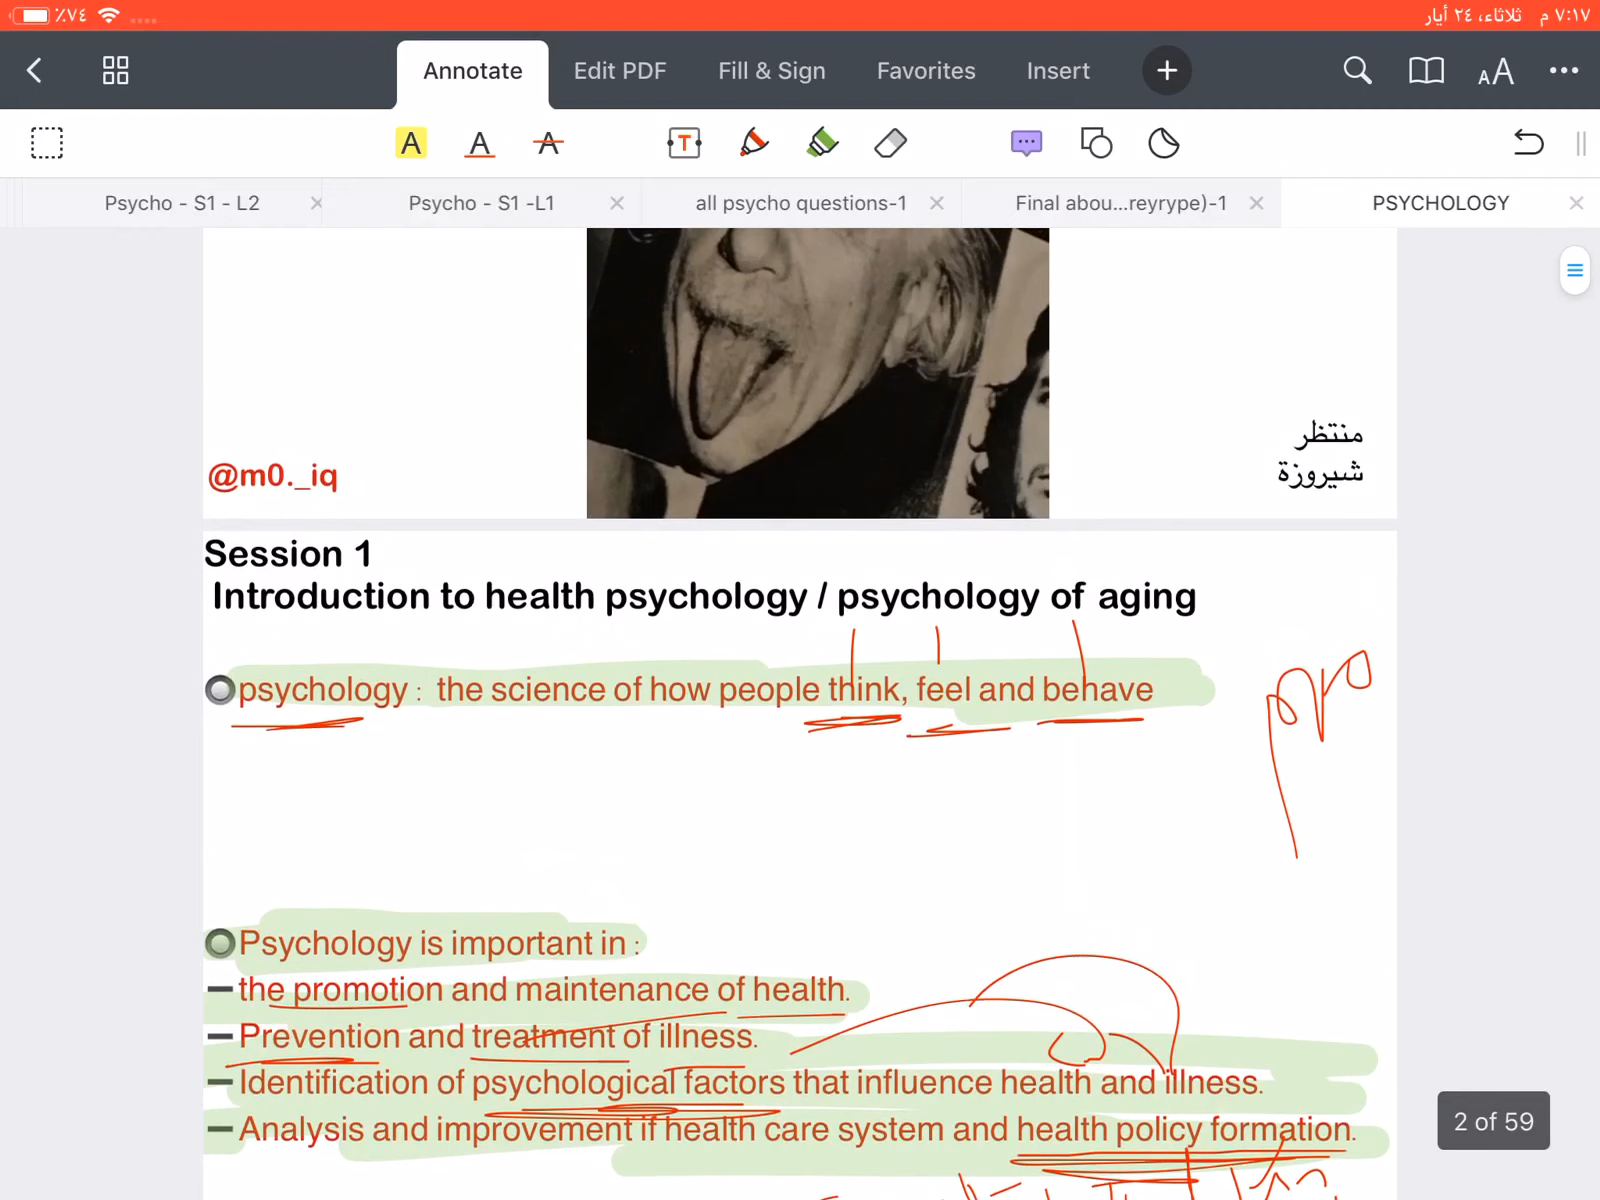 ٪٧٤
٧:١٧ م ثلاثاء، ٢٤ أيار
Annotate Edit PDF Fill & Sign Favorites Insert
AA
A A A T
Psycho - S1 - L2 Psycho - S1 -L1 all psycho questions-1 Final abou...reyrype)-1 PSYCHOLOGY
منتظر
شيروزة
@m0._iq
Session 1
Introduction to health psychology / psychology of aging
psychology : the science of how people think, feel and behave
Psychology is important in :
– the promotion and maintenance of health.
– Prevention and treatment of illness.
– Identification of psychological factors that influence health and illness.
– Analysis and improvement if health care system and health policy formation.
2 of 59